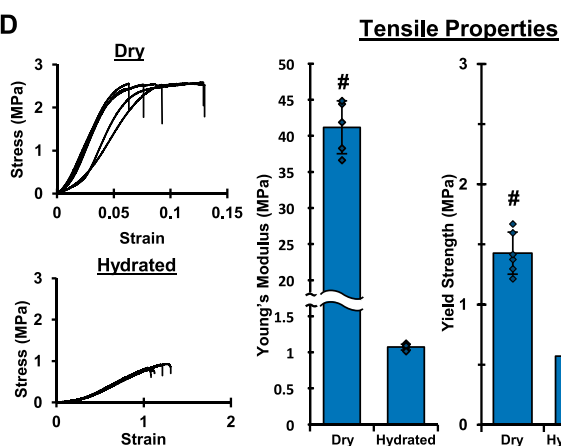 D
Tensile Properties
Dry
3
2
1
0
Stress (MPa)
0 0.05 0.1 0.15
Strain
Hydrated
3
2
1
0
Stress (MPa)
0 1 2
Strain
Young's Modulus (MPa)
50
45
40
35
30
25
20
1.5
1
0.5
0
#
Dry Hydrated
Yield Strength (MPa)
3
2
1
0
#
Dry Hy